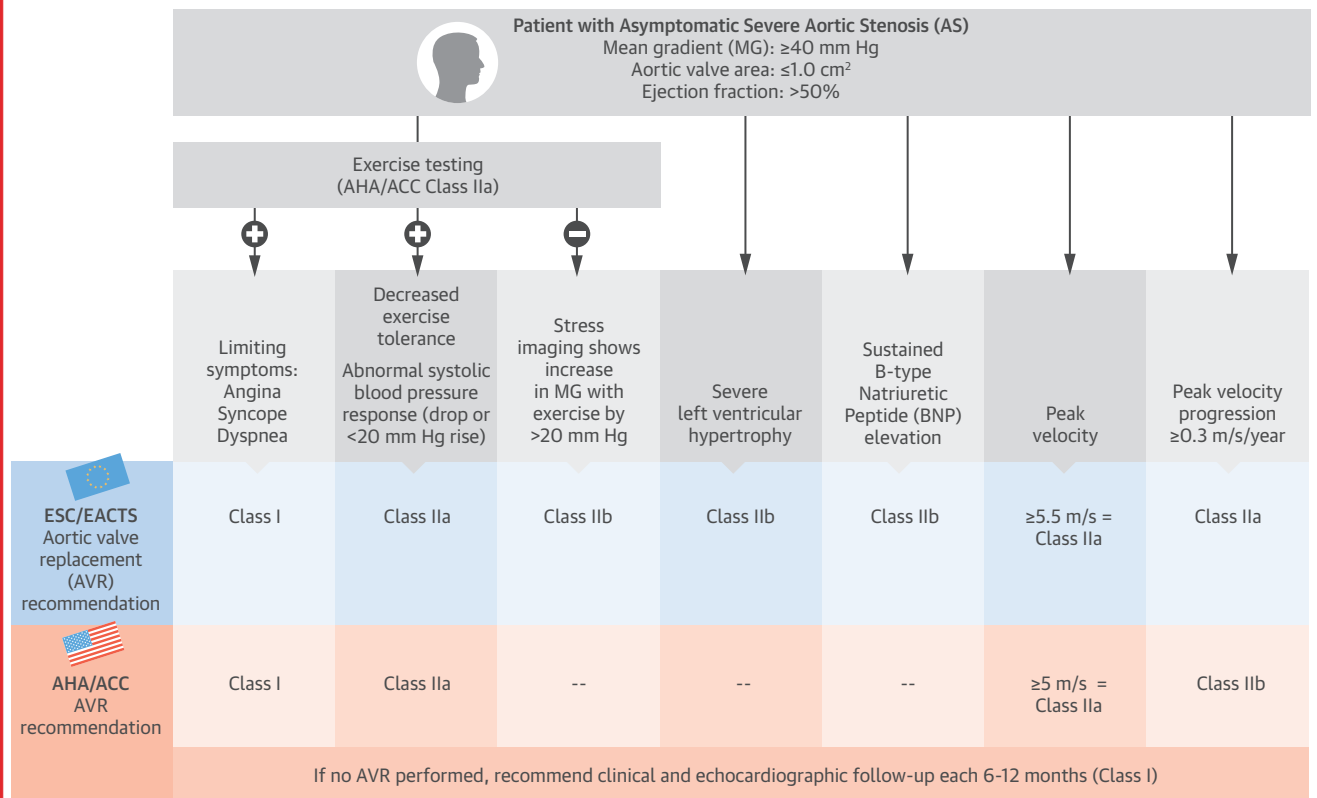 Patient with Asymptomatic Severe Aortic Stenosis (AS)
Mean gradient (MG): ≥40 mm Hg
Aortic valve area: ≤1.0 cm²
Ejection fraction: >50%
Exercise testing
(AHA/ACC Class IIa)
Limiting
symptoms:
Angina
Syncope
Dyspnea
Decreased
exercise
tolerance
Abnormal systolic
blood pressure
response (drop or
<20 mm Hg rise)
Stress
imaging shows
increase
in MG with
exercise by
>20 mm Hg
Severe
left ventricular
hypertrophy
Sustained
B-type
Natriuretic
Peptide (BNP)
elevation
Peak
velocity
Peak velocity
progression
≥0.3 m/s/year
ESC/EACTS
Aortic valve
replacement
(AVR)
recommendation
Class I
Class IIa
Class IIb
Class IIb
Class IIb
≥5.5 m/s =
Class IIa
Class IIa
AHA/ACC
AVR
recommendation
Class I
Class IIa
--
--
--
≥5 m/s =
Class IIa
Class IIb
If no AVR performed, recommend clinical and echocardiographic follow-up each 6-12 months (Class I)